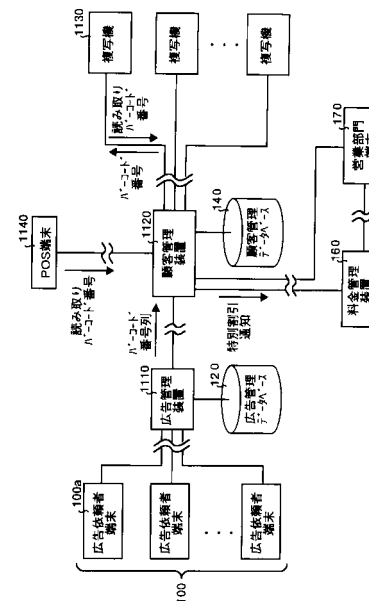 100
100a
広告依頼者
端末
広告依頼者
端末
広告依頼者
端末
1110
広告管理
装置
120
広告管理
データベース
バーコード
番号列
1140
POS端末
読み取り
バーコード番号
1120
顧客管理
装置
140
顧客管理
データベース
特別割引
通知
バーコード
番号
読み取り
バーコード
番号
1130
複写機
複写機
複写機
160
料金管理
装置
170
営業部門
端末